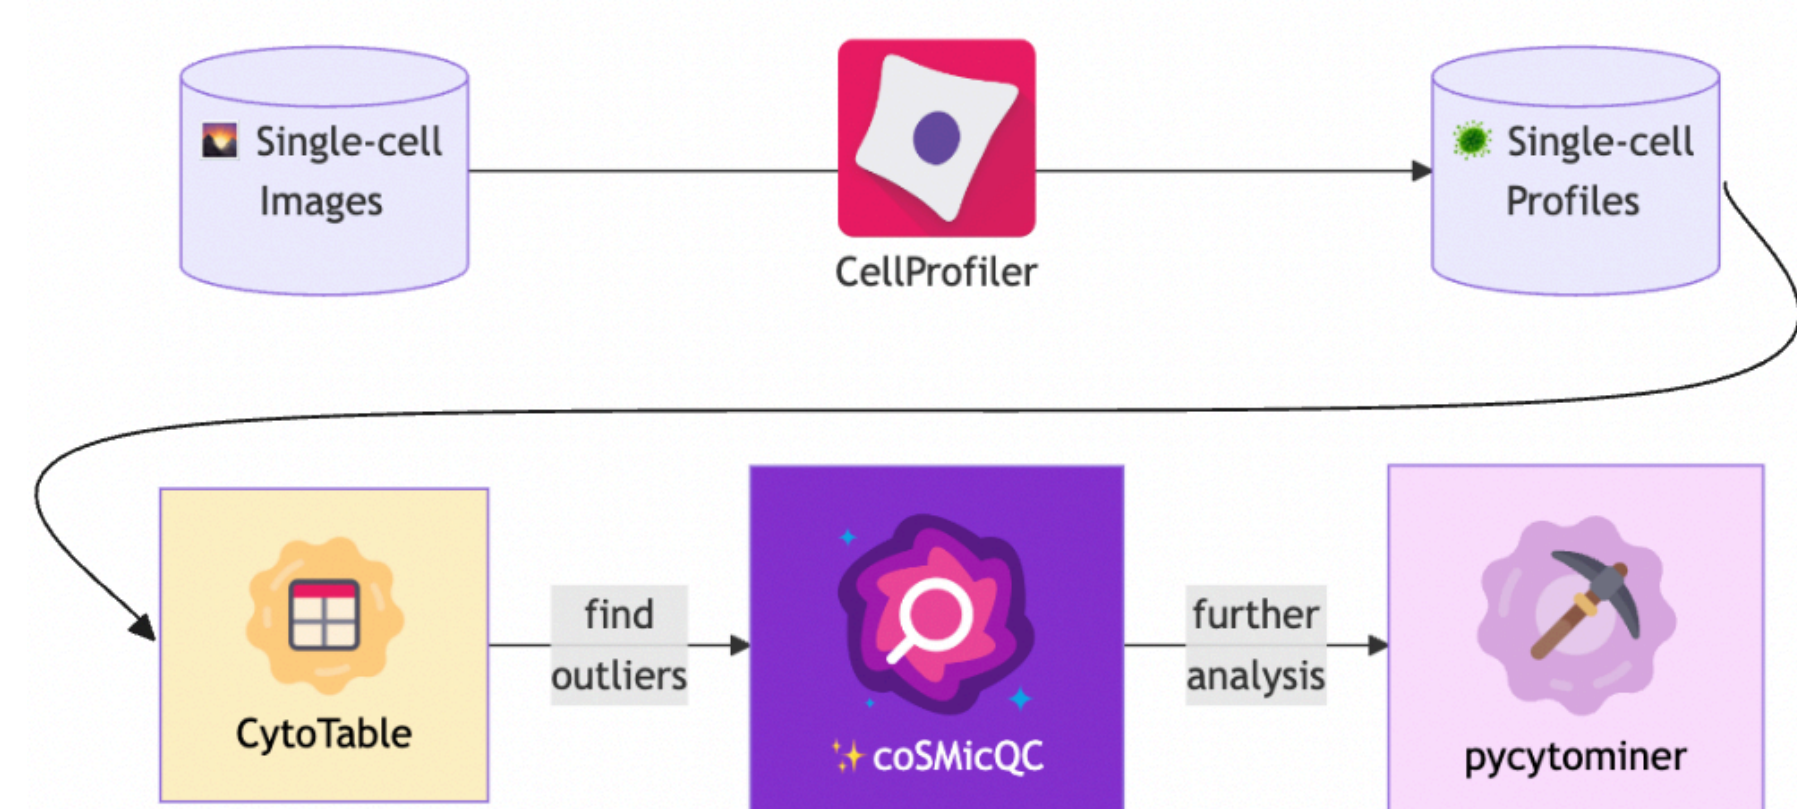 Single-cell
Images
CellProfiler
Single-cell
Profiles
CytoTable
find
outliers
coSMicQC
further
analysis
pycytominer